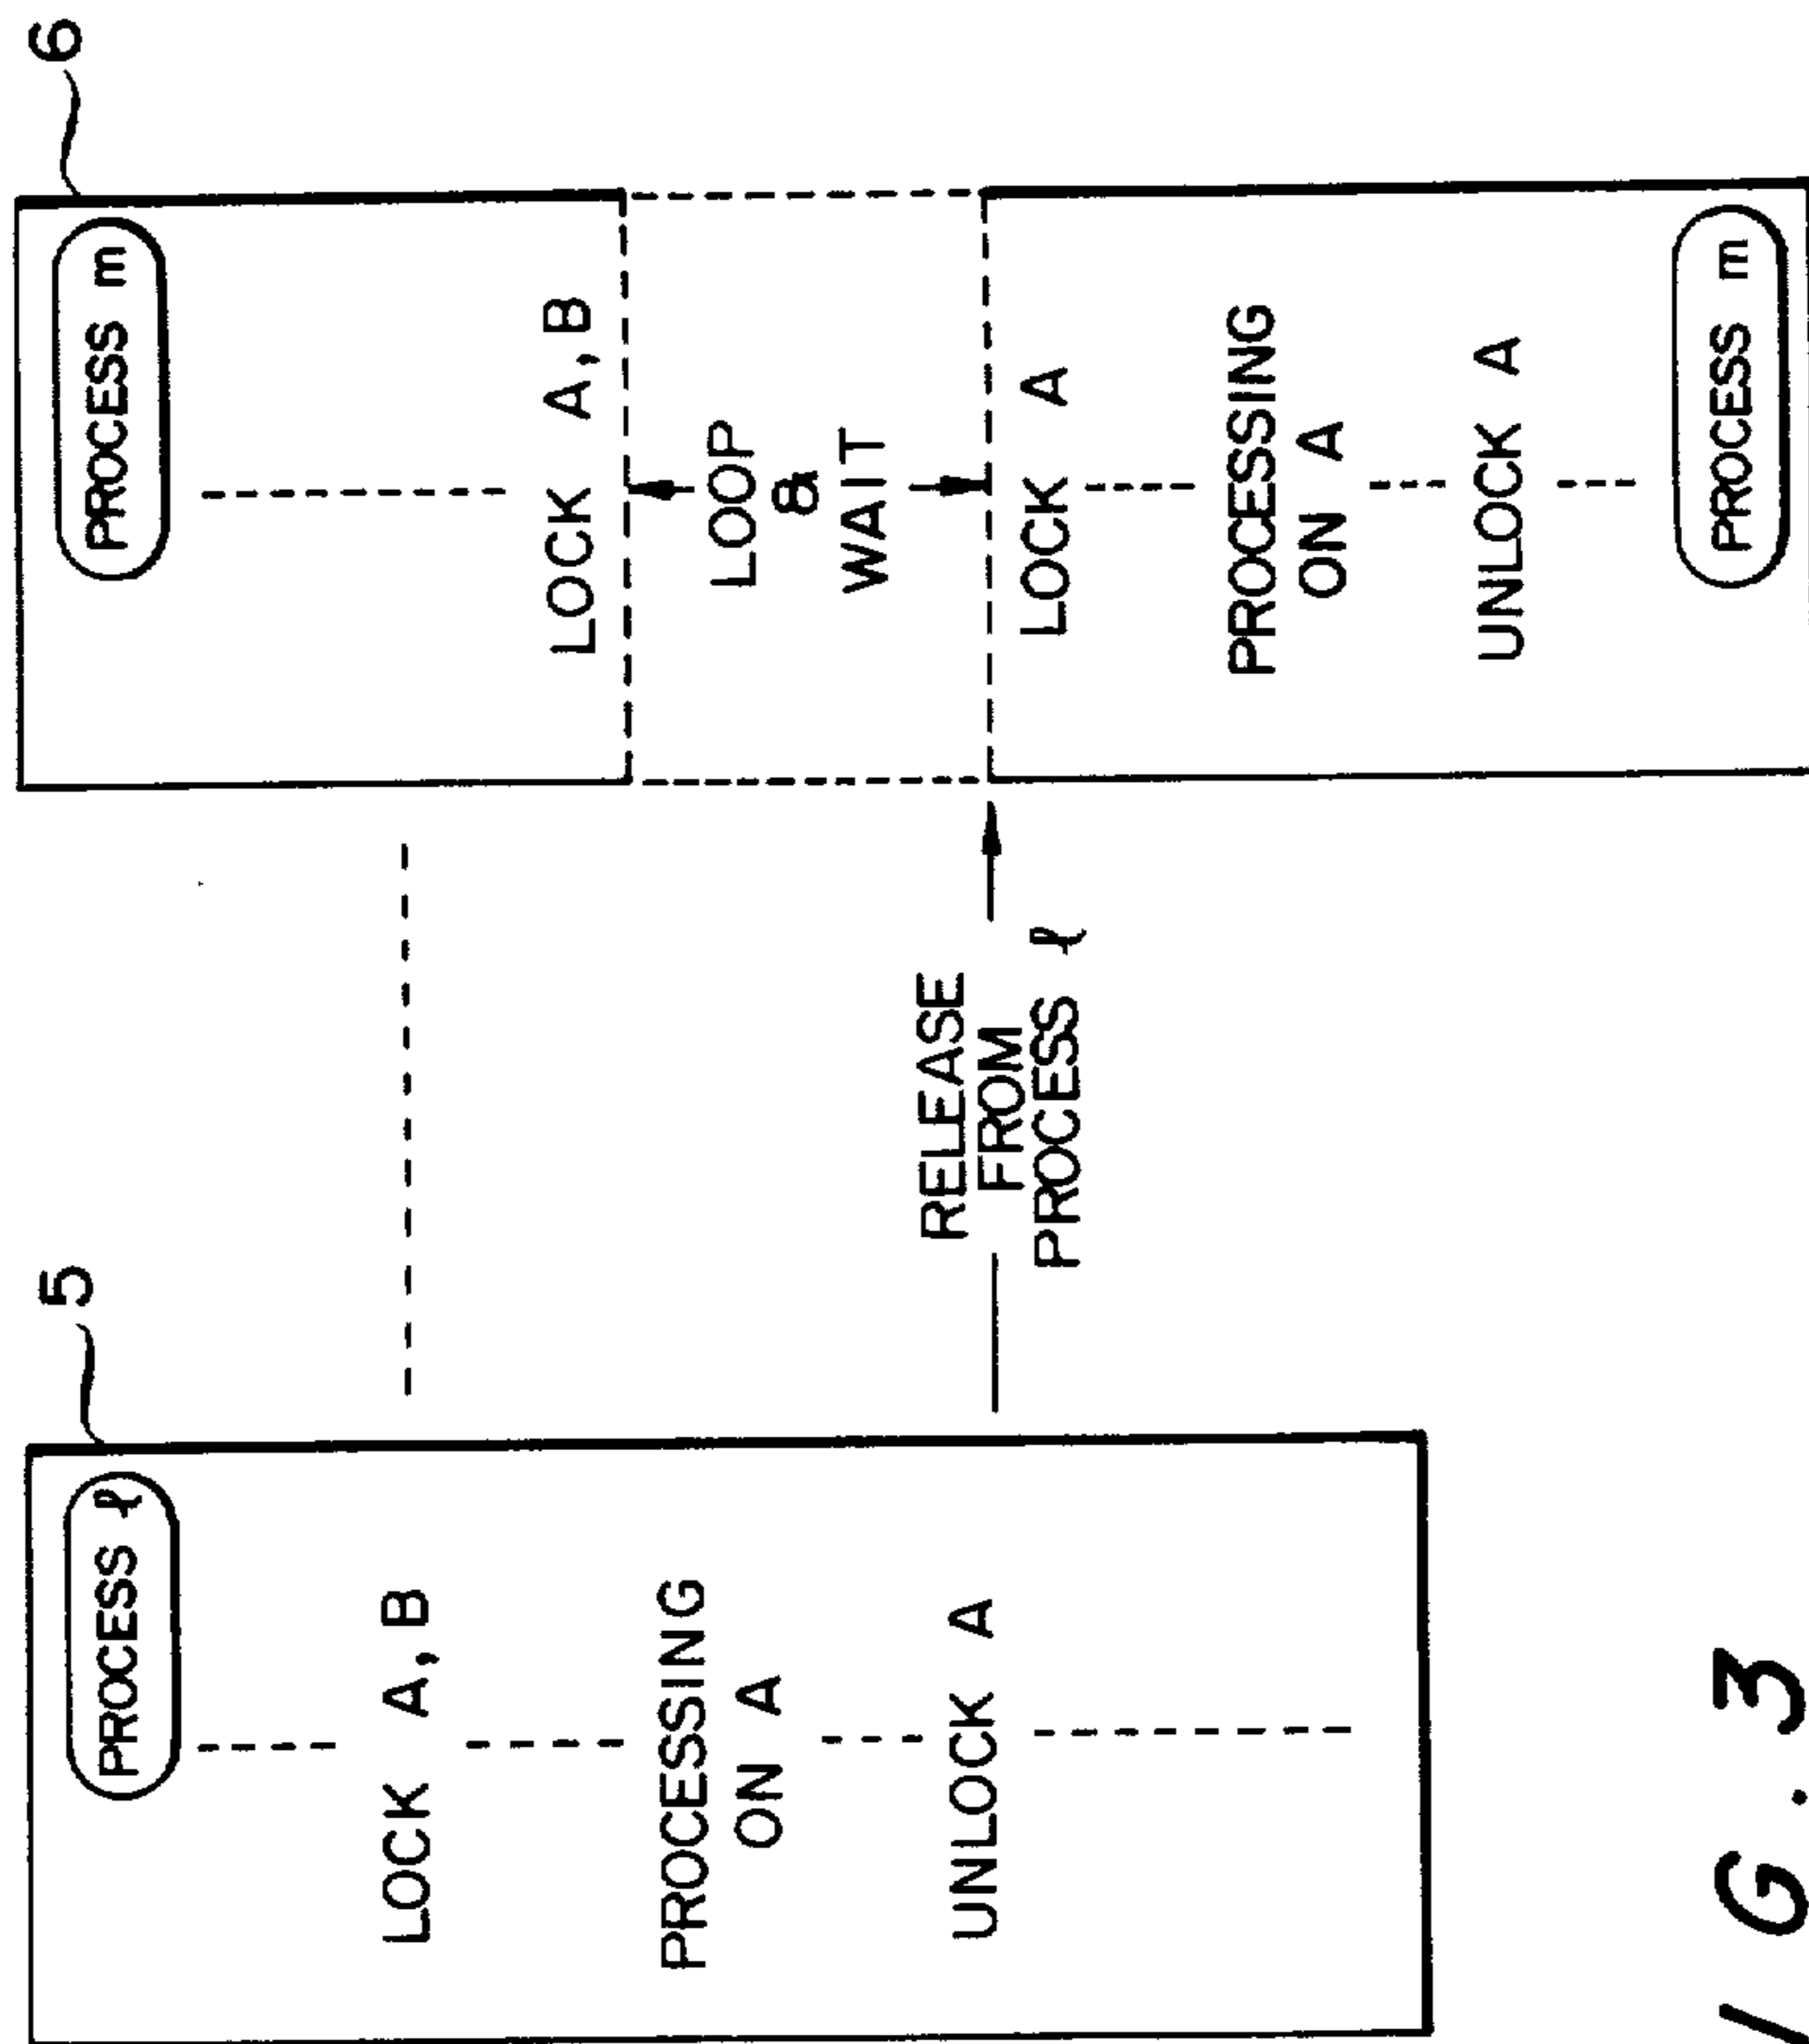 5
PROCESS ℓ
LOCK A,B
PROCESSING
ON A
UNLOCK A
RELEASE
FROM
PROCESS ℓ
6
PROCESS m
LOCK A,B
LOOP
&
WAIT
LOCK A
PROCESSING
ON A
UNLOCK A
PROCESS m
IG. 3